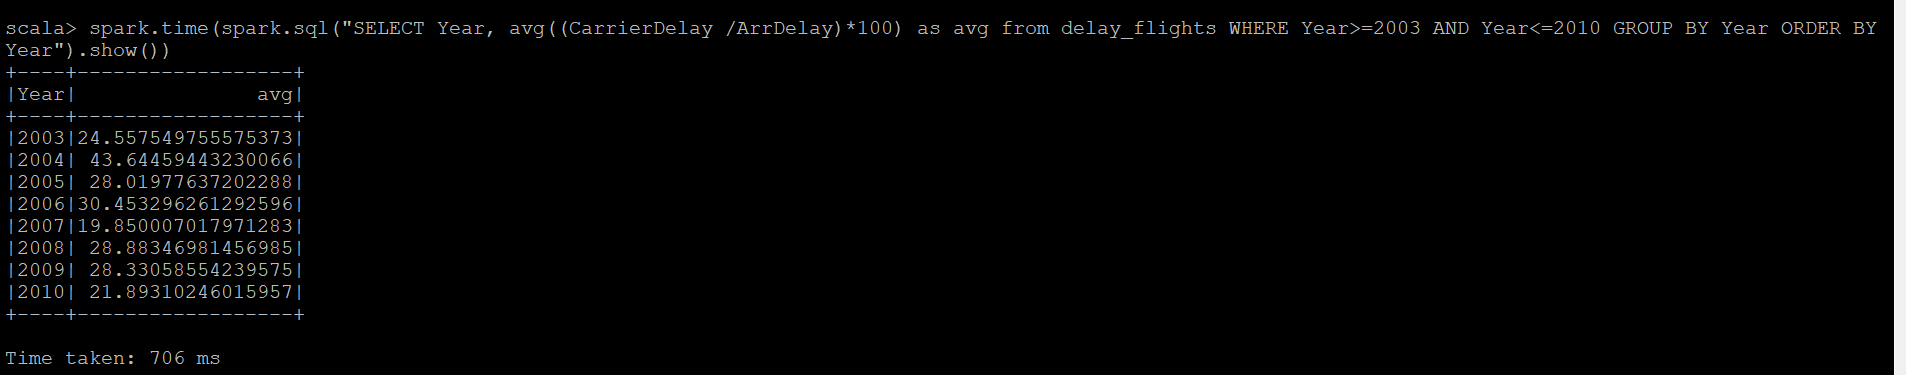 scala> spark.time(spark.sql("SELECT Year, avg((CarrierDelay /ArrDelay)*100) as avg from delay_flights WHERE Year>=2003 AND Year<=2010 GROUP BY Year ORDER BY
Year").show())
+----+------------------+
|Year|               avg|
+----+------------------+
|2003|24.557549755575373|
|2004| 43.64459443230066|
|2005| 28.01977637202288|
|2006|30.453296261292596|
|2007|19.850007017971283|
|2008| 28.88346981456985|
|2009| 28.33058554239575|
|2010| 21.89310246015957|
+----+------------------+
Time taken: 706 ms